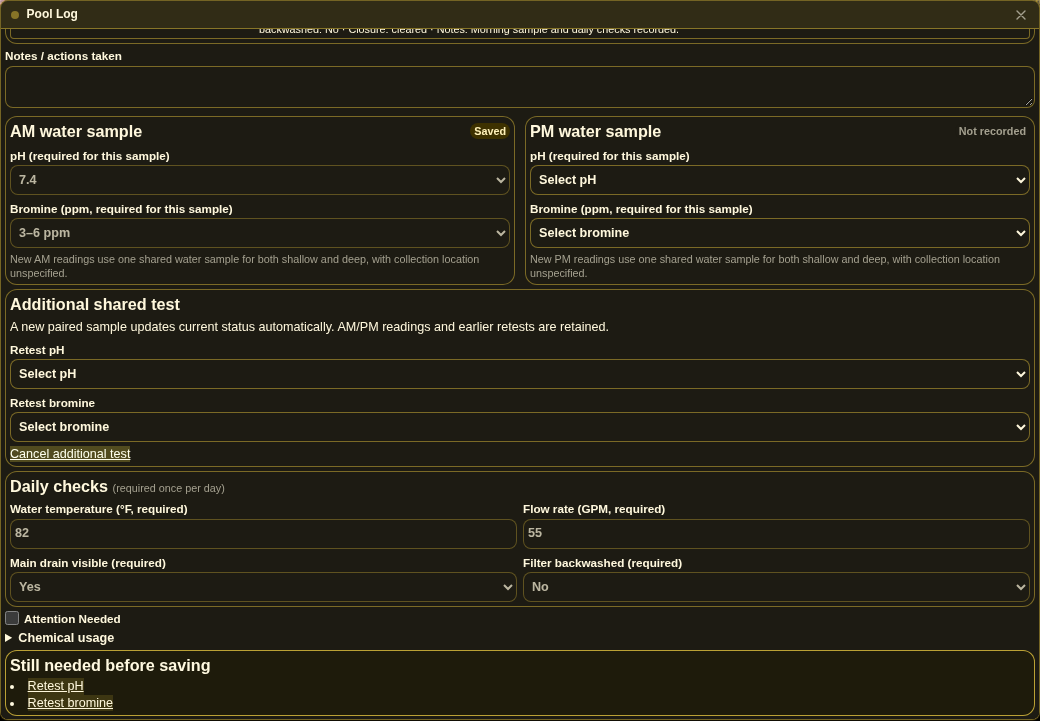 Pool Log
backwashed: No · Closure: cleared · Notes: Morning sample and daily checks recorded.
Notes / actions taken
AM water sample
Saved
pH (required for this sample)
7.4
Bromine (ppm, required for this sample)
3–6 ppm
New AM readings use one shared water sample for both shallow and deep, with collection location
unspecified.
PM water sample
Not recorded
pH (required for this sample)
Select pH
Bromine (ppm, required for this sample)
Select bromine
New PM readings use one shared water sample for both shallow and deep, with collection location
unspecified.
Additional shared test
A new paired sample updates current status automatically. AM/PM readings and earlier retests are retained.
Retest pH
Select pH
Retest bromine
Select bromine
Cancel additional test
Daily checks (required once per day)
Water temperature (°F, required)
82
Flow rate (GPM, required)
55
Main drain visible (required)
Yes
Filter backwashed (required)
No
Attention Needed
Chemical usage
Still needed before saving
• Retest pH
• Retest bromine